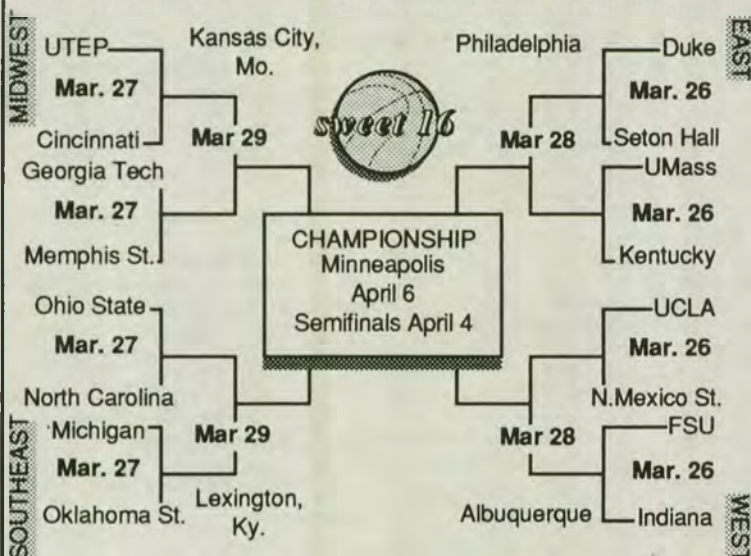 MIDWEST
UTEP
Mar. 27
Cincinnati
Georgia Tech
Mar. 27
Memphis St.
Mar 29
Kansas City,
Mo.
sweet 16
Philadelphia
EAST
Duke
Mar. 26
Seton Hall
UMass
Mar. 26
Kentucky
Mar 28
CHAMPIONSHIP
Minneapolis
April 6
Semifinals April 4
SOUTHEAST
Ohio State
Mar. 27
North Carolina
Michigan
Mar. 27
Oklahoma St.
Mar 29
Lexington,
Ky.
UCLA
Mar. 26
N.Mexico St.
FSU
Mar. 26
Indiana
Mar 28
Albuquerque
WEST